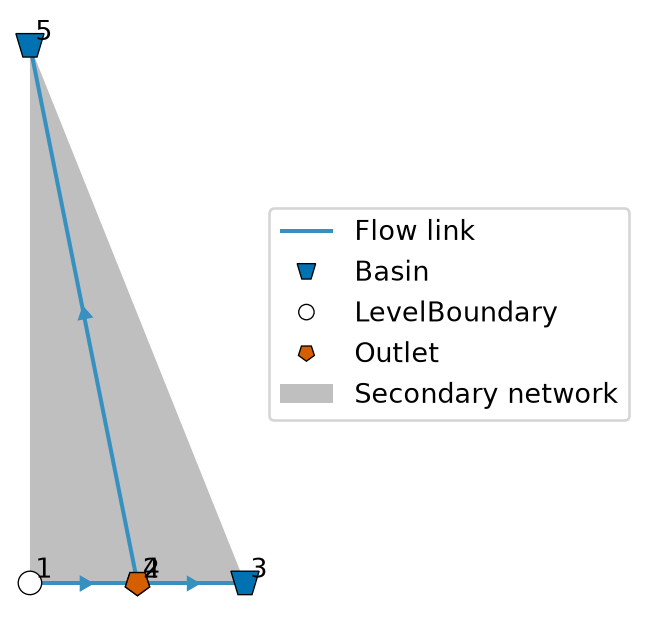 5
Flow link
Basin
LevelBoundary
Outlet
Secondary network
1
3